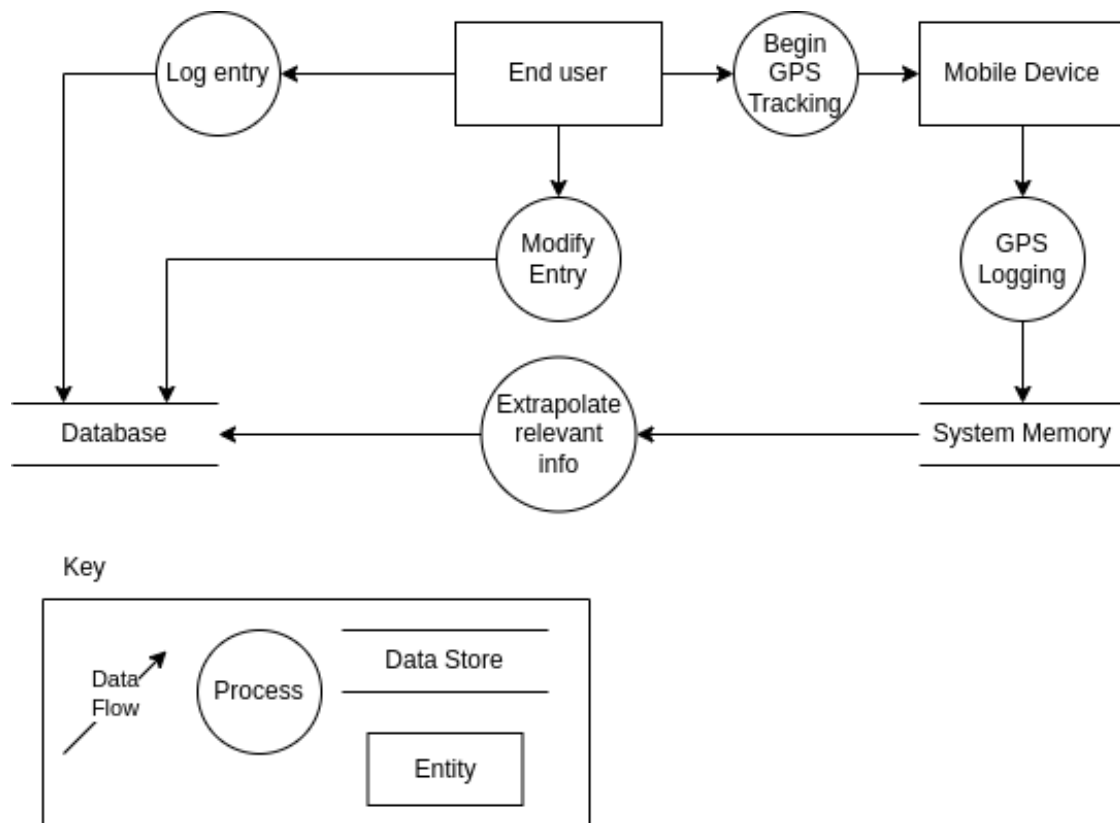 Log entry
End user
Begin
GPS
Tracking
Mobile Device
Modify
Entry
GPS
Logging
Database
Extrapolate
relevant
info
System Memory
Key
Data
Flow
Process
Data Store
Entity